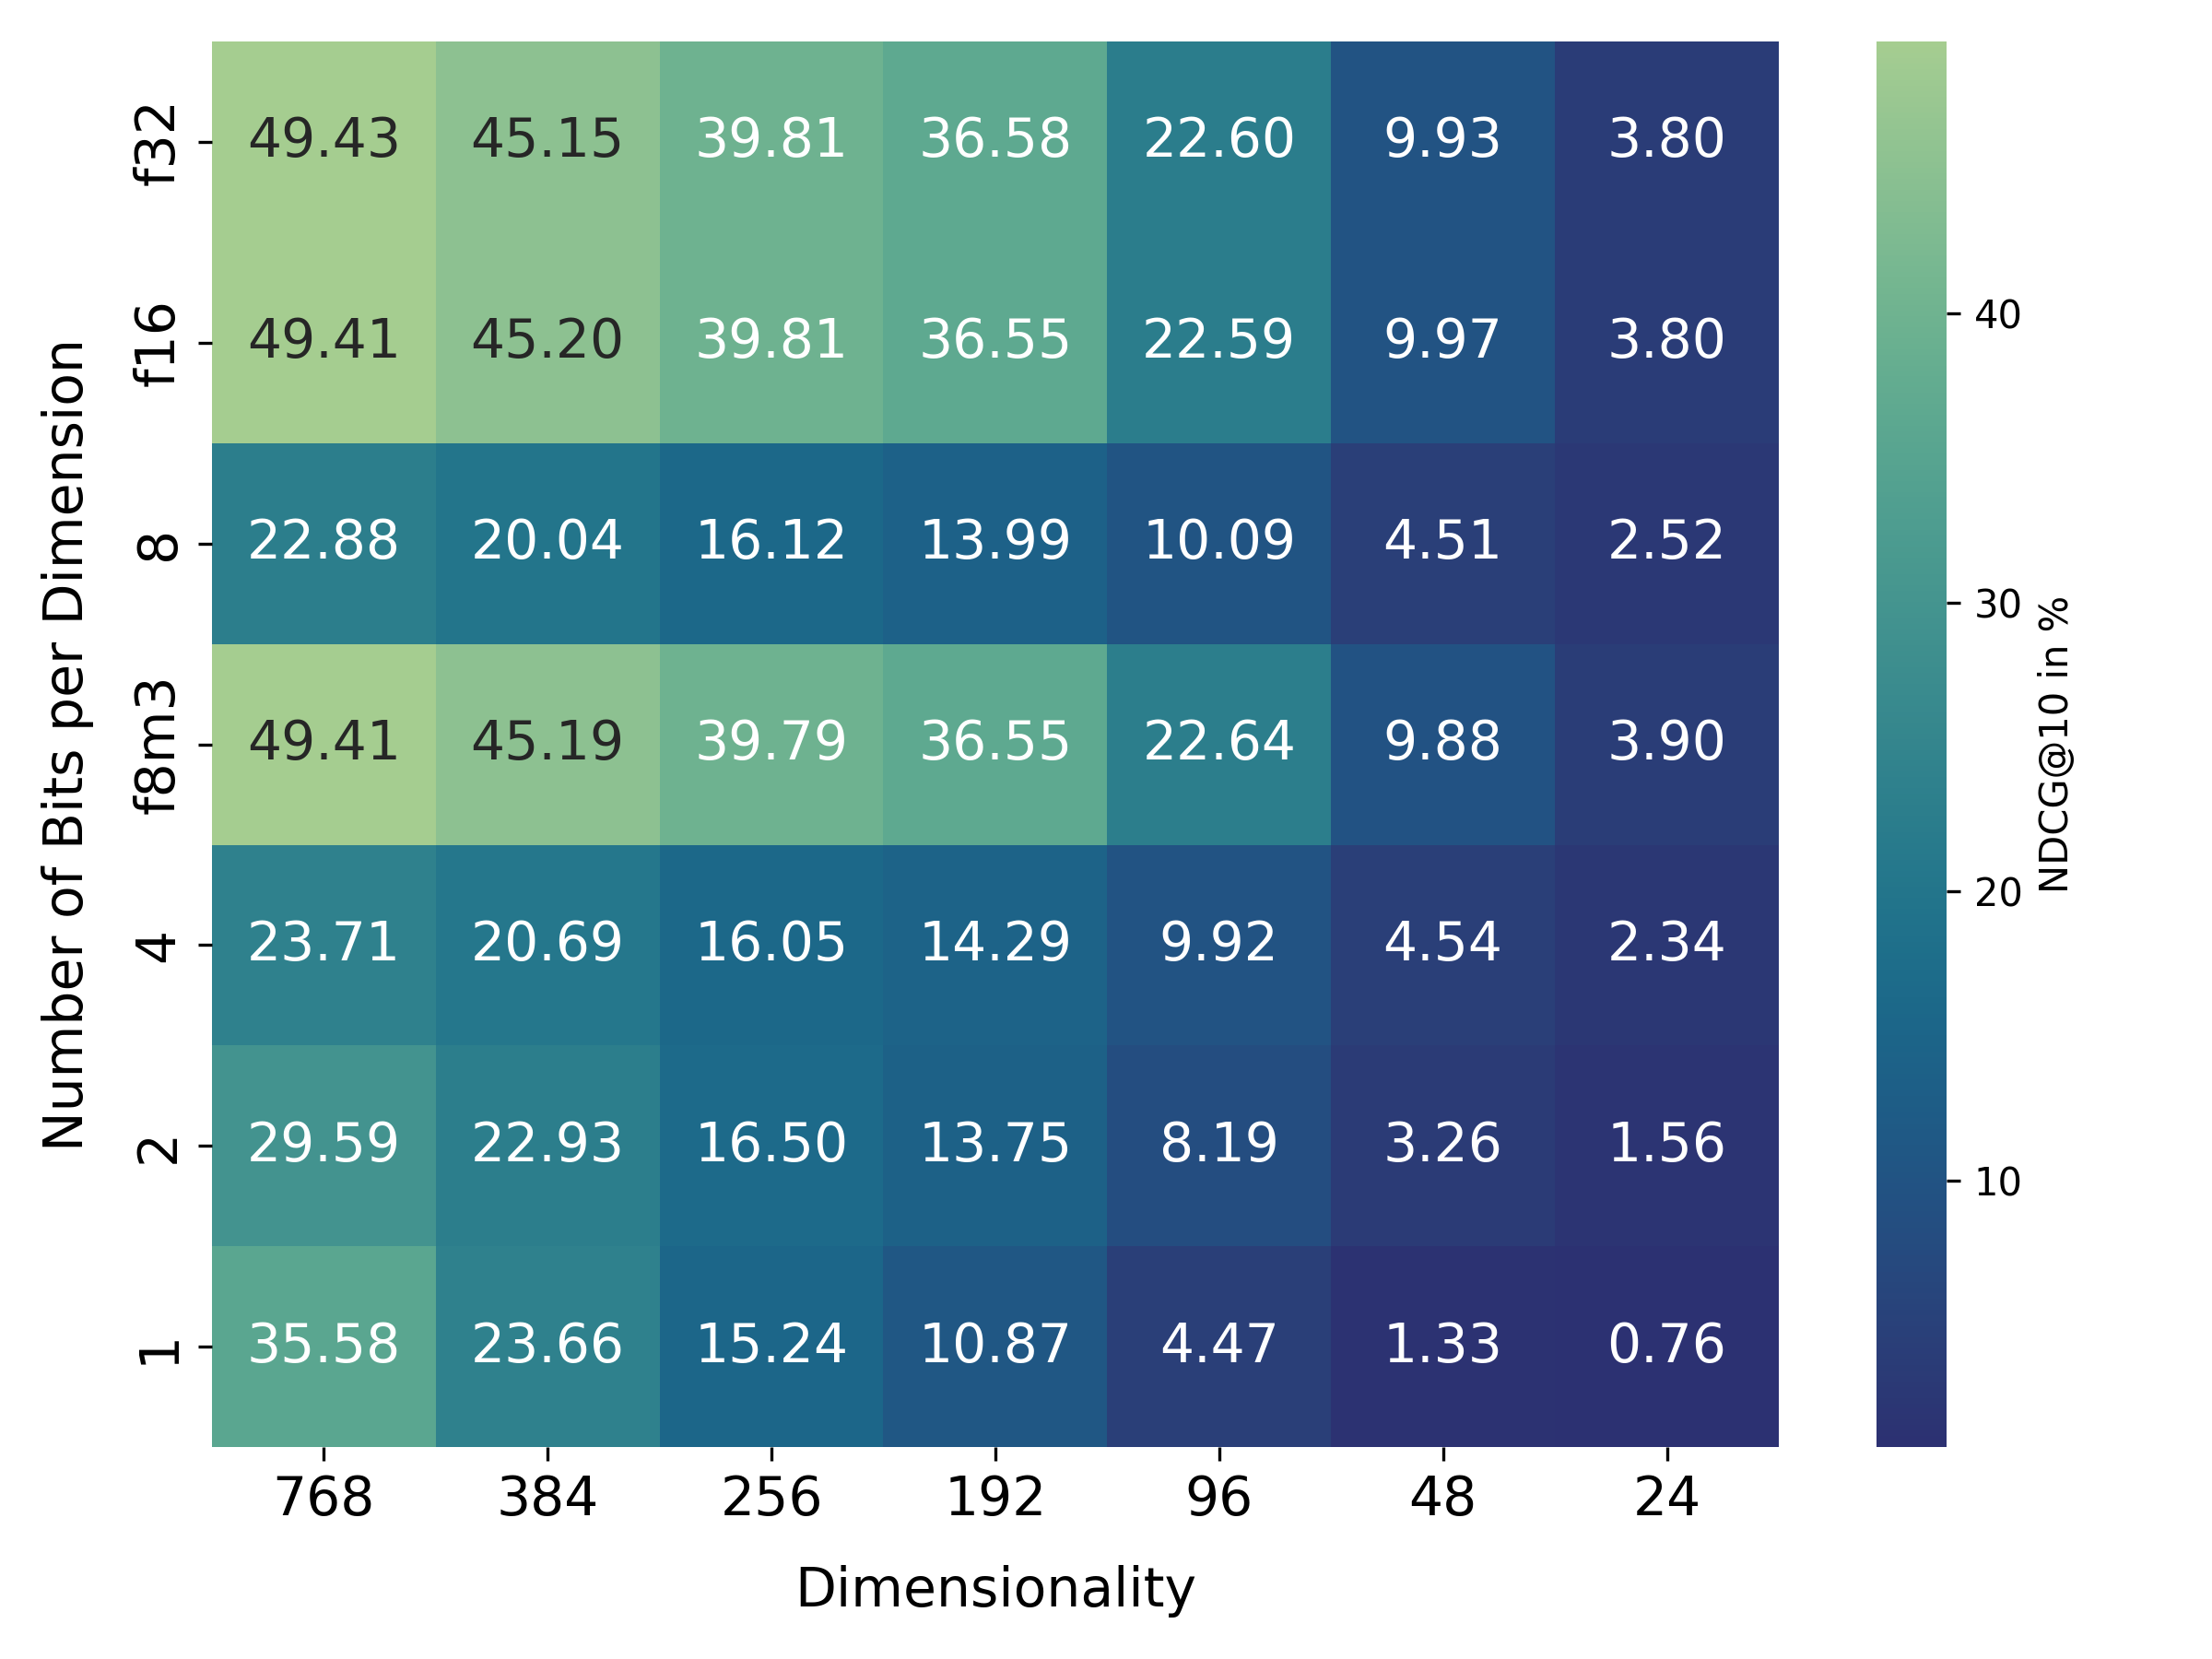 Number of Bits per Dimension
f32 49.43 45.15 39.81 36.58 22.60 9.93 3.80
f16 49.41 45.20 39.81 36.55 22.59 9.97 3.80
8 22.88 20.04 16.12 13.99 10.09 4.51 2.52
f8m3 49.41 45.19 39.79 36.55 22.64 9.88 3.90
4 23.71 20.69 16.05 14.29 9.92 4.54 2.34
2 29.59 22.93 16.50 13.75 8.19 3.26 1.56
1 35.58 23.66 15.24 10.87 4.47 1.33 0.76
768 384 256 192 96 48 24
Dimensionality
40
30
20
10
NDCG@10 in %